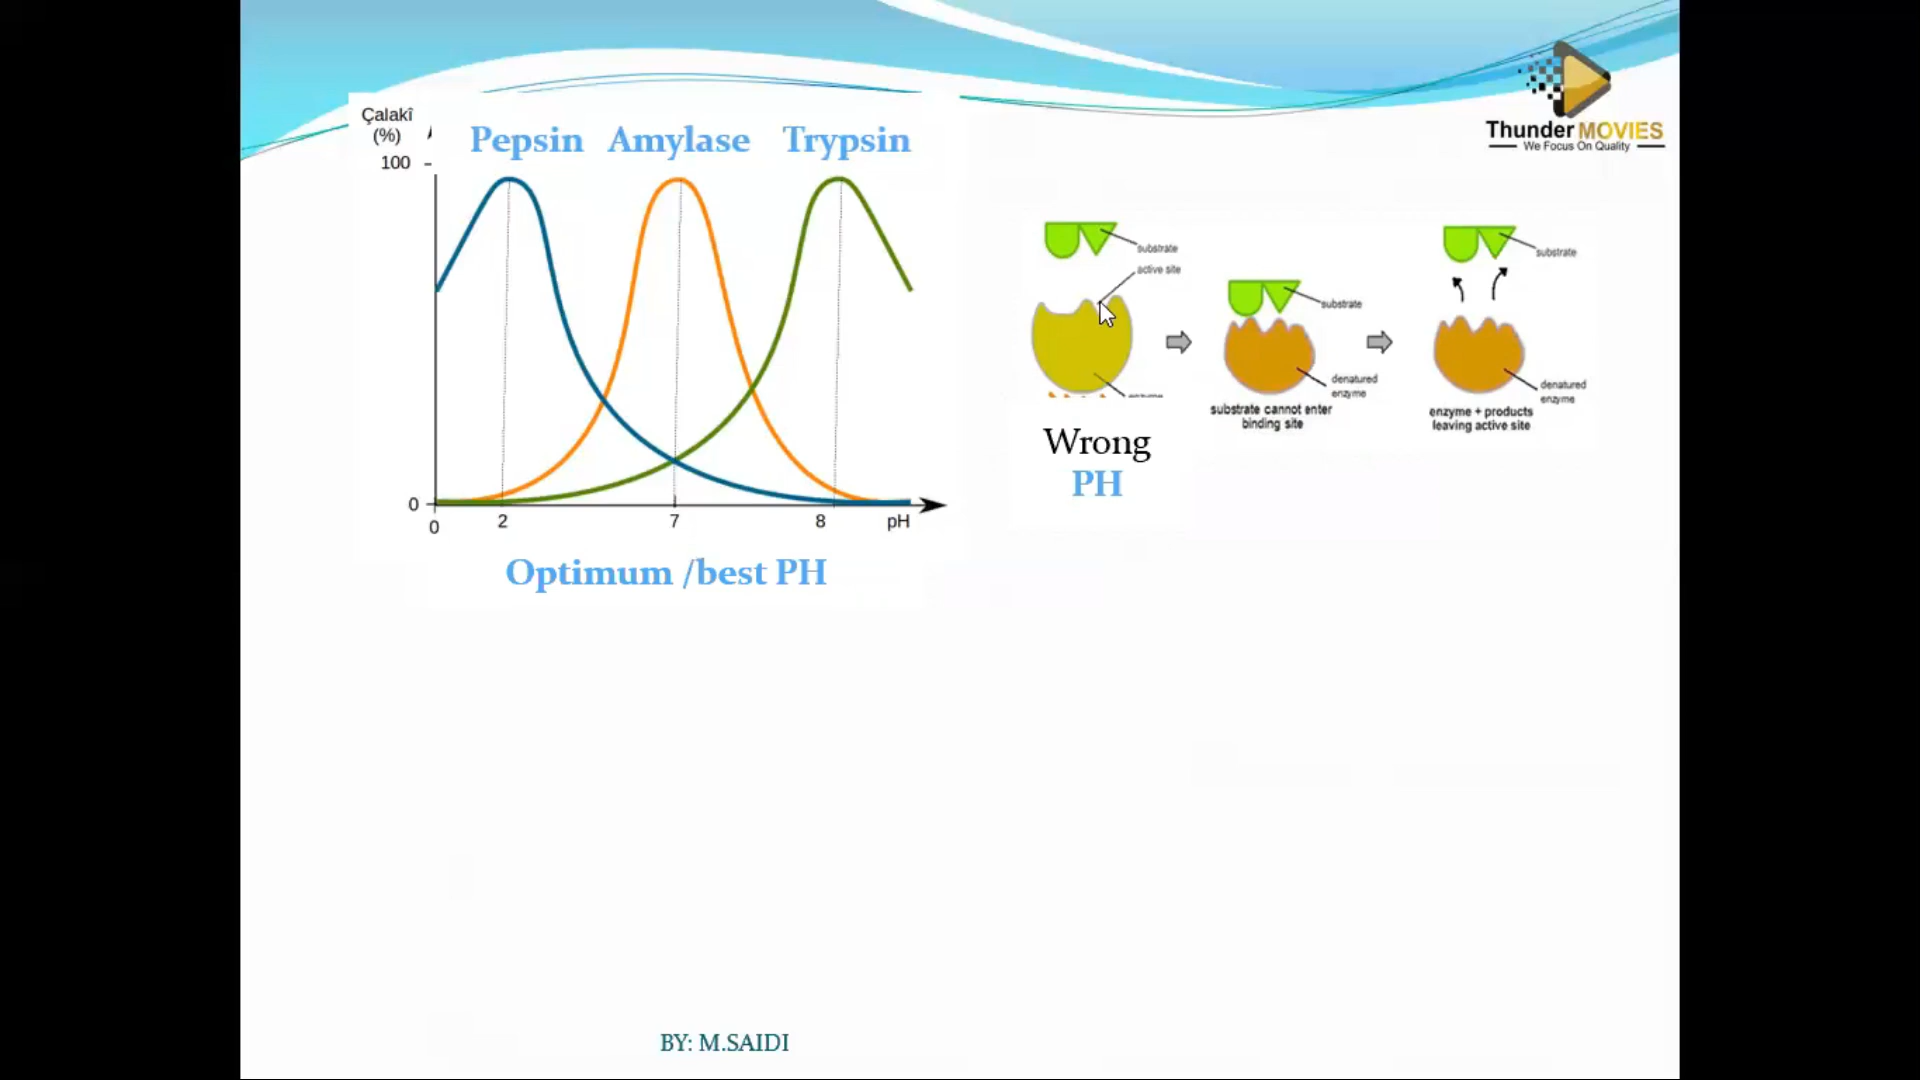 Thunder MOVIES
We Focus On Quality
Çalakî
(%)
100
Pepsin Amylase Trypsin
0
0 2 7 8 pH
Optimum /best PH
substrate
active site
enzyme
Wrong
PH
substrate
denatured
enzyme
substrate cannot enter
binding site
substrate
denatured
enzyme
enzyme + products
leaving active site
BY: M.SAIDI